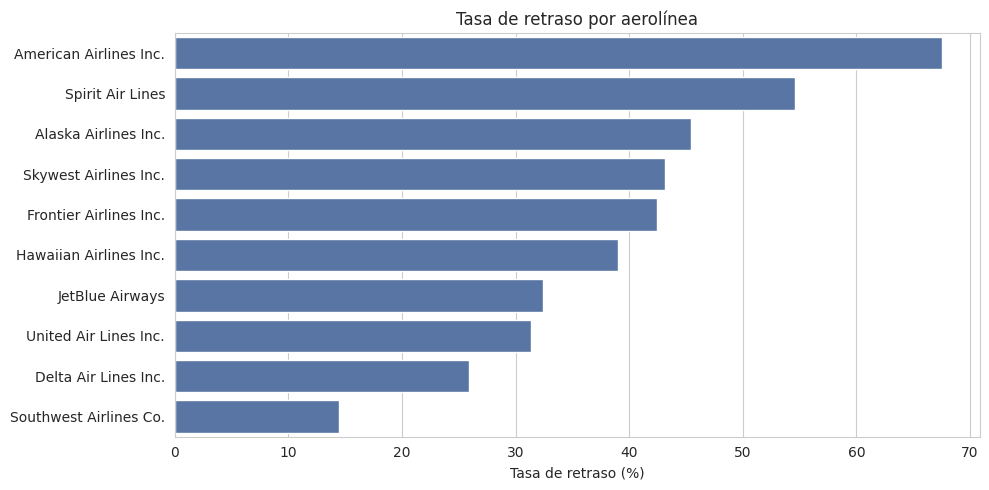 Tasa de retraso por aerolínea
American Airlines Inc.
Spirit Air Lines
Alaska Airlines Inc.
Skywest Airlines Inc.
Frontier Airlines Inc.
Hawaiian Airlines Inc.
JetBlue Airways
United Air Lines Inc.
Delta Air Lines Inc.
Southwest Airlines Co.
0 10 20 30 40 50 60 70
Tasa de retraso (%)